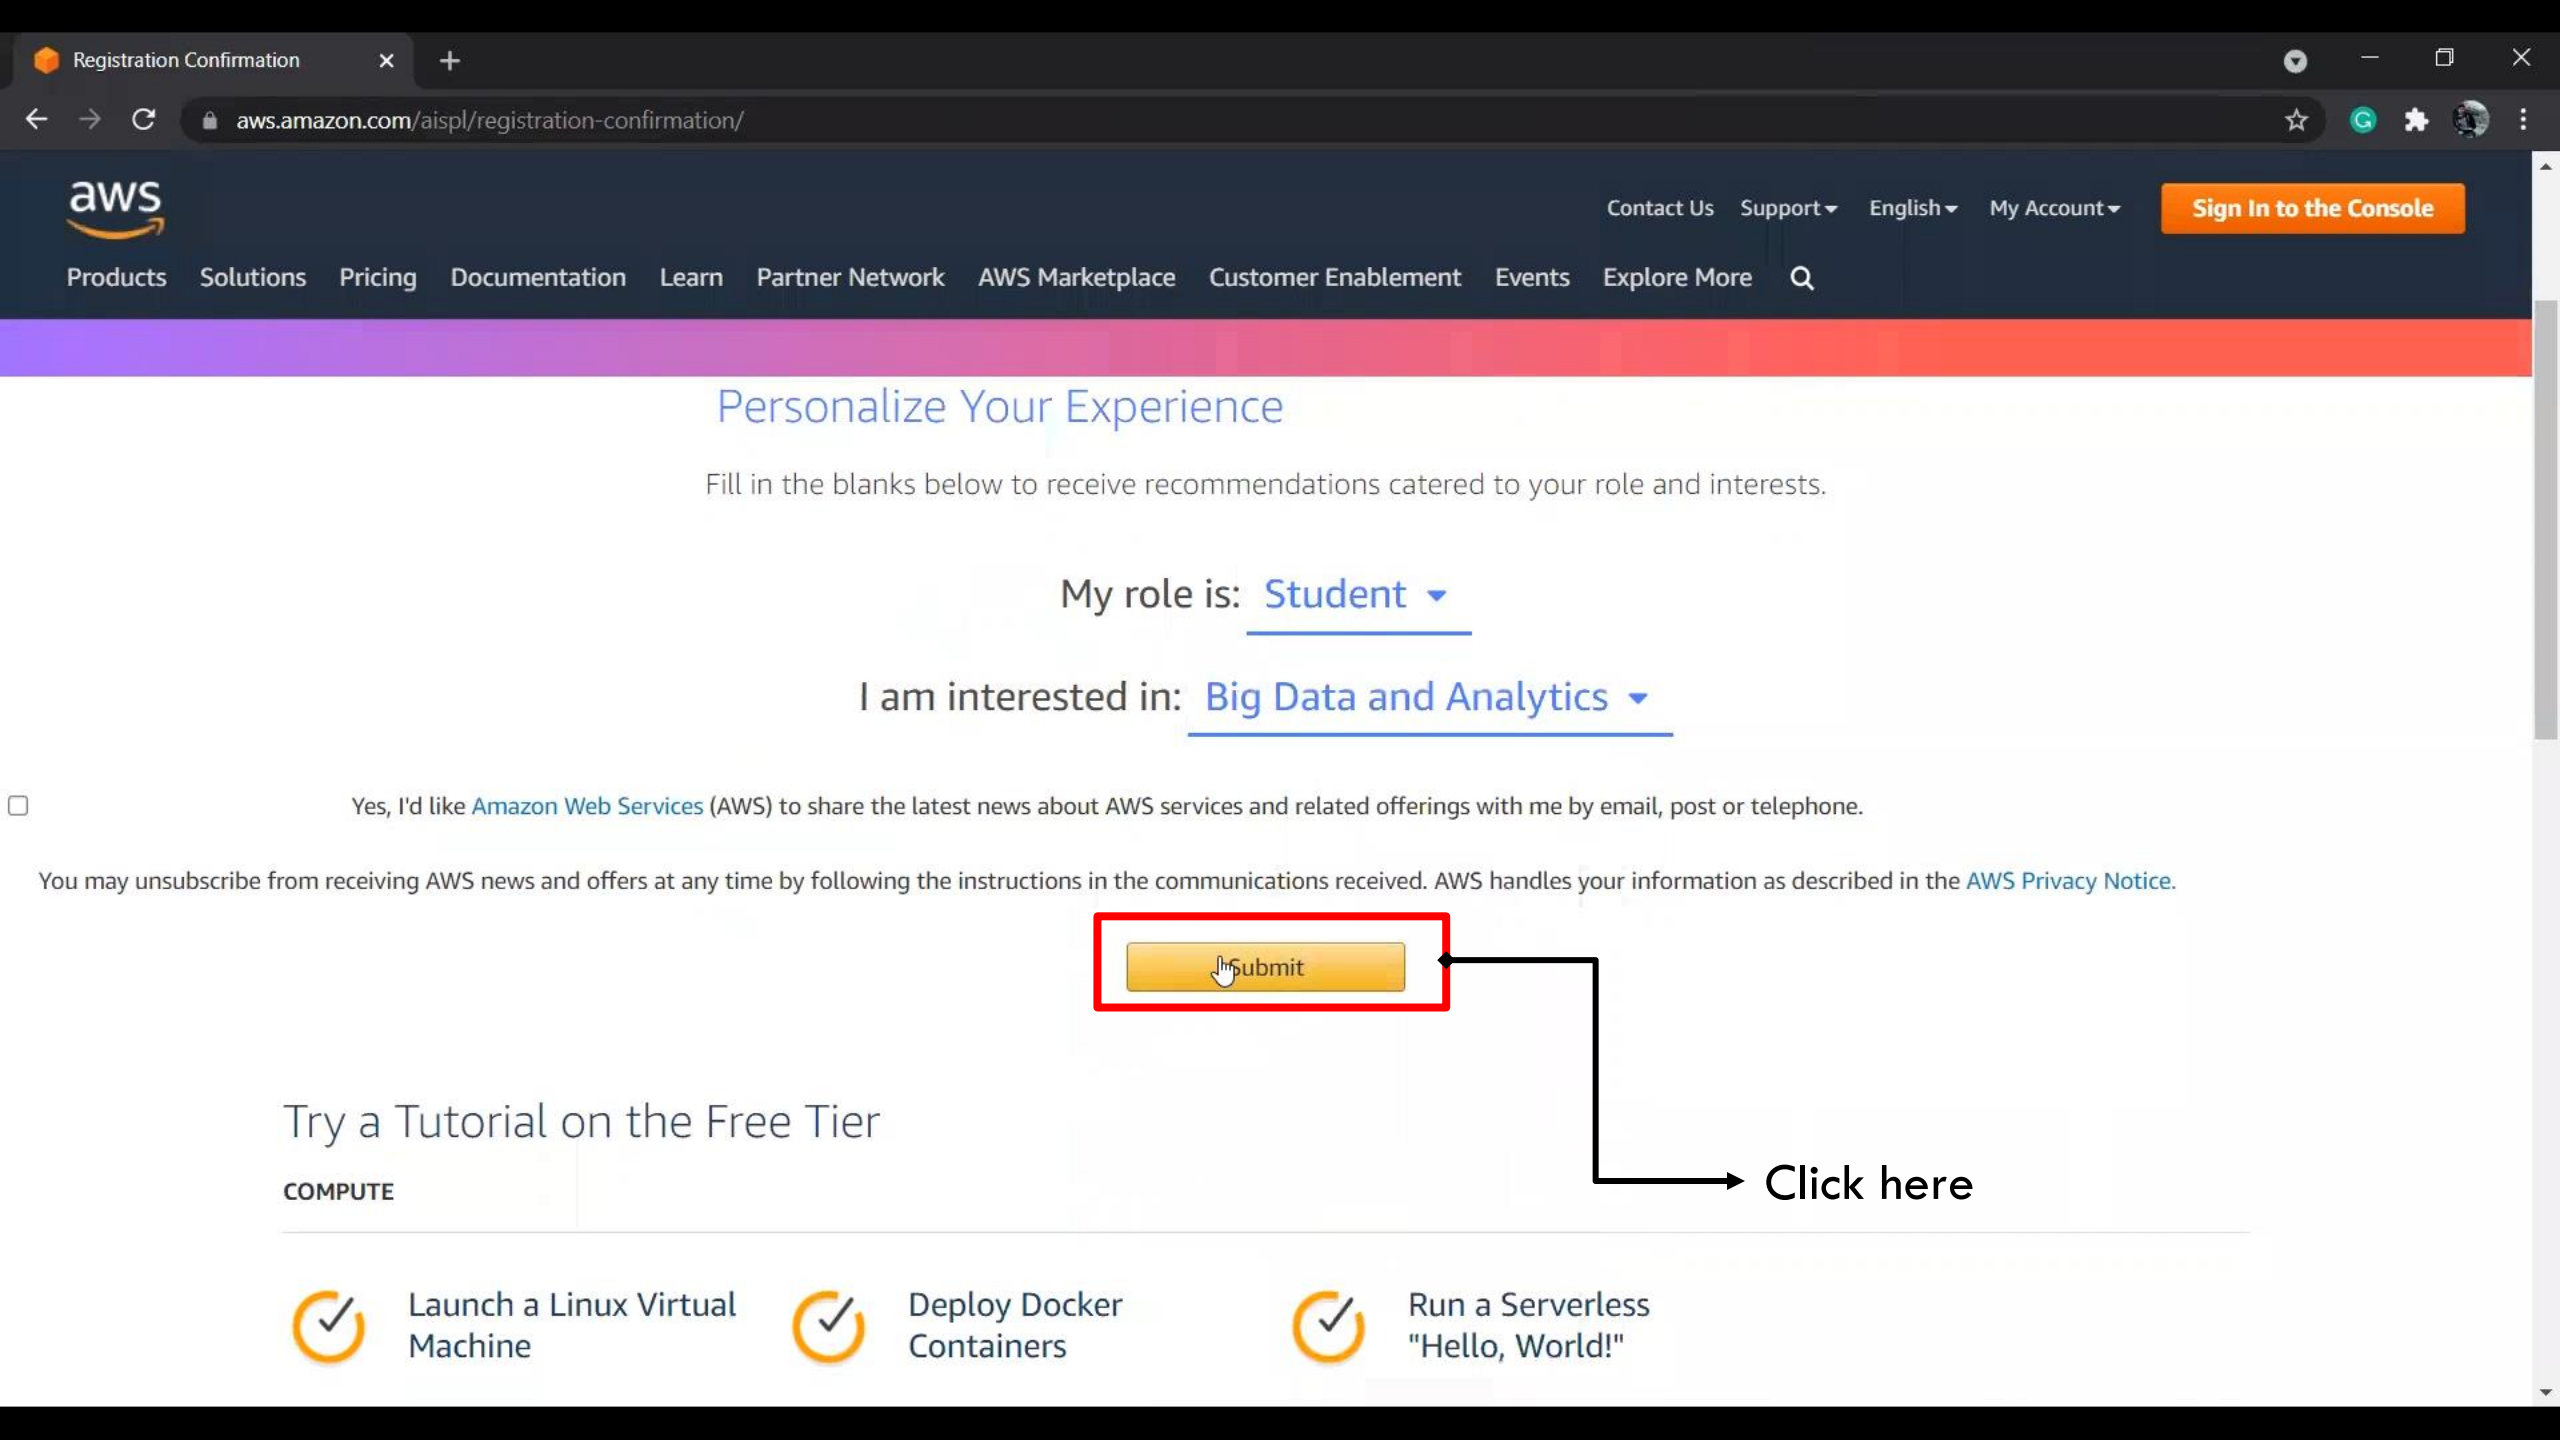 Registration Confirmation
aws.amazon.com/aispl/registration-confirmation/
aws
Contact Us Support English My Account Sign In to the Console
Products Solutions Pricing Documentation Learn Partner Network AWS Marketplace Customer Enablement Events Explore More
Personalize Your Experience
Fill in the blanks below to receive recommendations catered to your role and interests.
My role is: Student
I am interested in: Big Data and Analytics
Yes, I'd like Amazon Web Services (AWS) to share the latest news about AWS services and related offerings with me by email, post or telephone.
You may unsubscribe from receiving AWS news and offers at any time by following the instructions in the communications received. AWS handles your information as described in the AWS Privacy Notice.
Submit
Click here
Try a Tutorial on the Free Tier
COMPUTE
Launch a Linux Virtual
Machine
Deploy Docker
Containers
Run a Serverless
"Hello, World!"